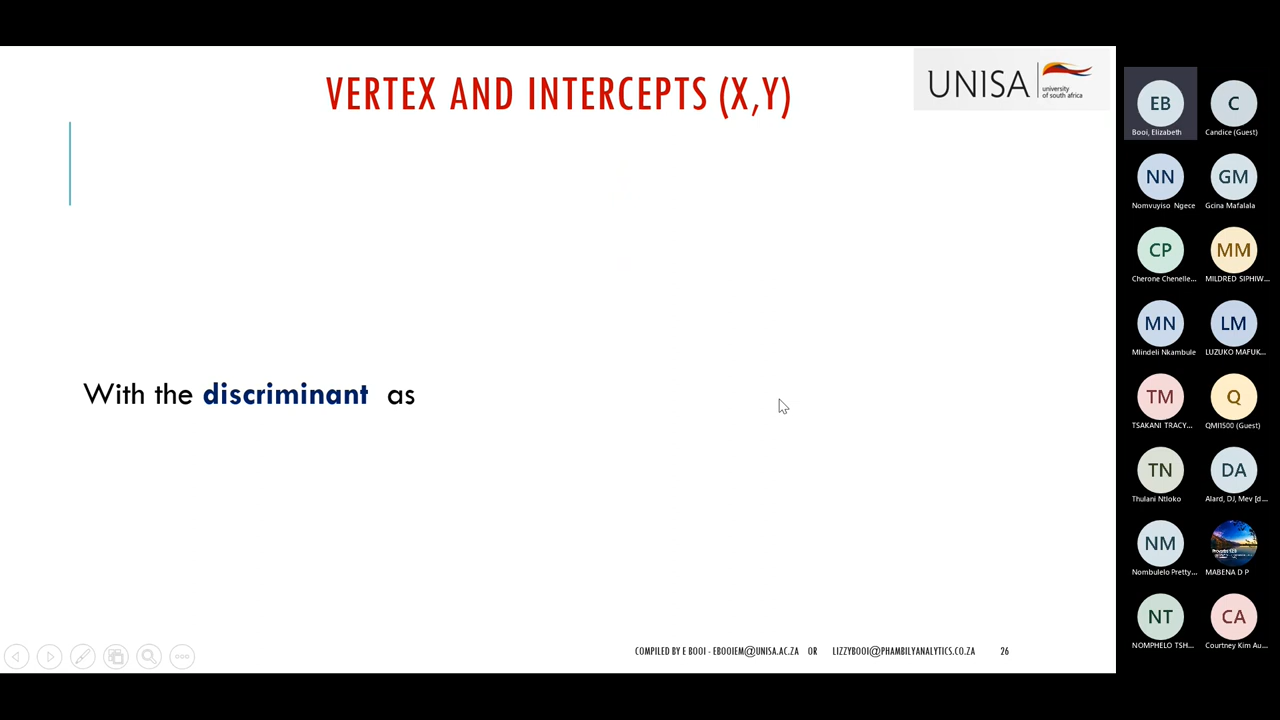 VERTEX AND INTERCEPTS (X,Y)
UNISA
university
of south africa
With the discriminant as
COMPILED BY E BOOI - EBOOIEM@UNISA.AC.ZA OR LIZZYBOOI@PHAMBILYANALYTICS.CO.ZA 26
EB C
Booi, Elizabeth Candice (Guest)
NN GM
Nomvuyiso Ngece Gcina Mafalala
CP MM
Cherone Chenelle... MILDRED SIPHIW...
MN LM
Mlindeli Nkambule LUZUKO MAFUK...
TM Q
TSAKANI TRACY... QMI1500 (Guest)
TN DA
Thulani Ntloko Alard, DJ, Mev [d...
NM
Nombulelo Pretty... MABENA D P
NT CA
NOMPHELO TSH... Courtney Kim Au...